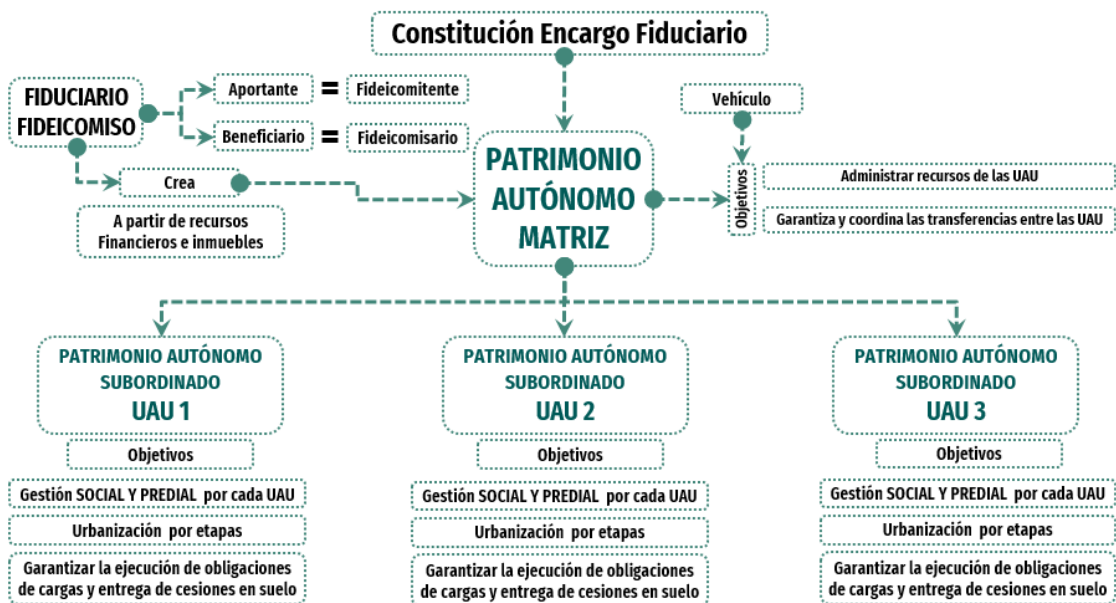 Constitución Encargo Fiduciario
FIDUCIARIO
FIDEICOMISO
Aportante = Fideicomitente
Beneficiario = Fideicomisario
Crea
A partir de recursos
Financieros e inmuebles
PATRIMONIO
AUTÓNOMO
MATRIZ
Vehículo
Objetivos
Administrar recursos de las UAU
Garantiza y coordina las transferencias entre las UAU
PATRIMONIO AUTÓNOMO
SUBORDINADO
UAU 1
Objetivos
Gestión SOCIAL Y PREDIAL por cada UAU
Urbanización por etapas
Garantizar la ejecución de obligaciones
de cargas y entrega de cesiones en suelo
PATRIMONIO AUTÓNOMO
SUBORDINADO
UAU 2
Objetivos
Gestión SOCIAL Y PREDIAL por cada UAU
Urbanización por etapas
Garantizar la ejecución de obligaciones
de cargas y entrega de cesiones en suelo
PATRIMONIO AUTÓNOMO
SUBORDINADO
UAU 3
Objetivos
Gestión SOCIAL Y PREDIAL por cada UAU
Urbanización por etapas
Garantizar la ejecución de obligaciones
de cargas y entrega de cesiones en suelo